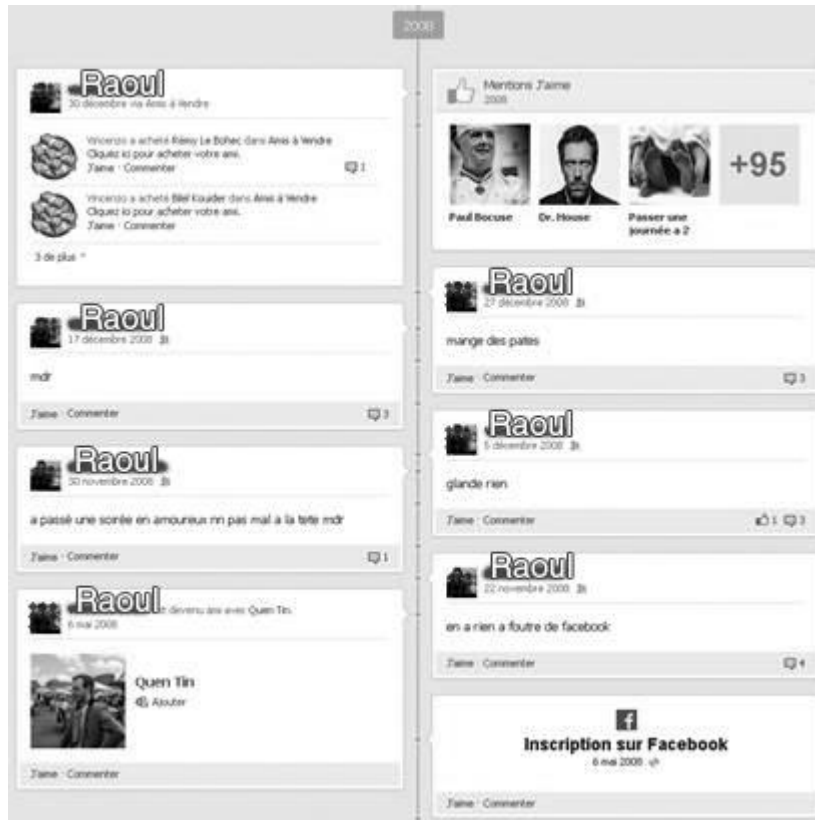 2008
Raoul
30 décembre via Amis à Vendre
Vincenzo a acheté Rémy Le Bohec dans Amis à Vendre
Cliquez ici pour acheter votre ami.
J'aime · Commenter 1
Vincenzo a acheté Bilel Kouider dans Amis à Vendre
Cliquez ici pour acheter votre ami.
J'aime · Commenter
3 de plus
Raoul
17 décembre 2008
mdr
J'aime · Commenter 3
Raoul
30 novembre 2008
a passé une soirée en amoureux nn pas mal a la tete mdr
J'aime · Commenter 1
Raoul
t devenu ami avec Quen Tin.
6 mai 2008
Quen Tin
Ajouter
J'aime · Commenter
Mentions J'aime
2008
Paul Bocuse
Dr. House
Passer une
journée a 2
+95
Raoul
27 décembre 2008
mange des pates
J'aime · Commenter 3
Raoul
5 décembre 2008
glande rien
J'aime · Commenter 1 3
Raoul
22 novembre 2008
en a rien a foutre de facebook
J'aime · Commenter 4
f
Inscription sur Facebook
6 mai 2008
J'aime · Commenter